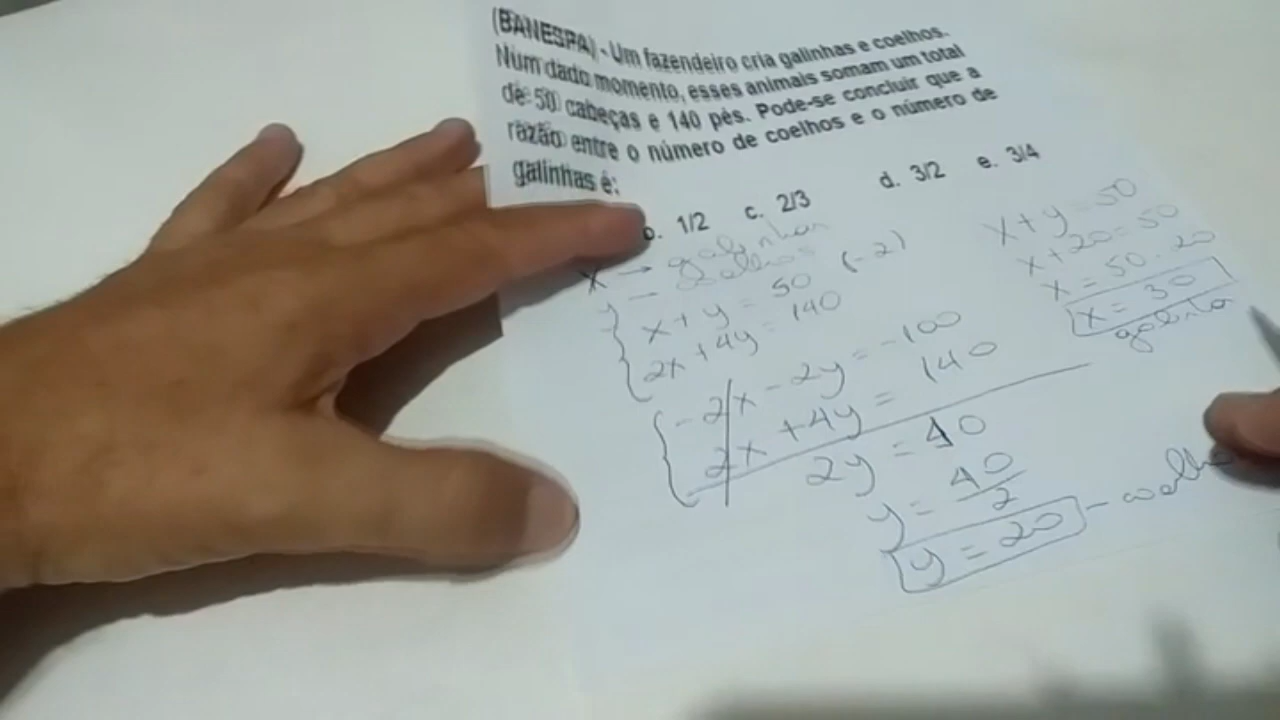 (BANESPA) - Um fazendeiro cria galinhas e coelhos.
Num dado momento, esses animais somam um total
de 50 cabeças e 140 pés. Pode-se concluir que a
razão entre o número de coelhos e o número de
galinhas é:
b. 1/2 c. 2/3 d. 3/2 e. 3/4
x → galinhas
y →
x + y = 50 (-2)
2x + 4y = 140
-2x - 2y = -100
2x + 4y = 140
2y = 40
y = 40/2
y = 20 - coelho
x + y = 50
x + 20 = 50
x = 50 - 20
x = 30
galinha